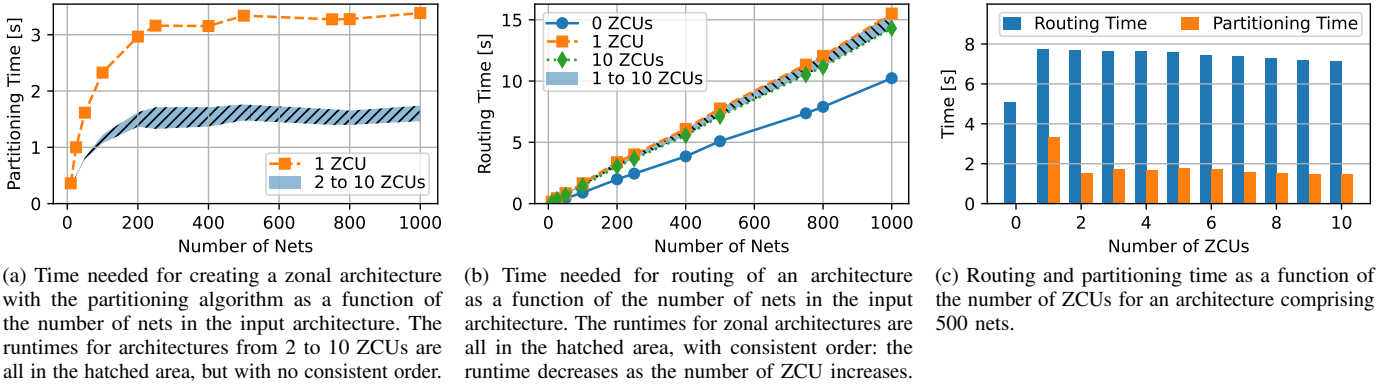 Partitioning Time [s]
3
2
1
0
0 200 400 600 800 1000
Number of Nets
1 ZCU
2 to 10 ZCUs
(a) Time needed for creating a zonal architecture
with the partitioning algorithm as a function of
the number of nets in the input architecture. The
runtimes for architectures from 2 to 10 ZCUs are
all in the hatched area, but with no consistent order.
Routing Time [s]
15
10
5
0
0 200 400 600 800 1000
Number of Nets
0 ZCUs
1 ZCU
10 ZCUs
1 to 10 ZCUs
(b) Time needed for routing of an architecture
as a function of the number of nets in the input
architecture. The runtimes for zonal architectures are
all in the hatched area, with consistent order: the
runtime decreases as the number of ZCU increases.
Routing Time Partitioning Time
Time [s]
8
6
4
2
0
0 2 4 6 8 10
Number of ZCUs
(c) Routing and partitioning time as a function of
the number of ZCUs for an architecture comprising
500 nets.